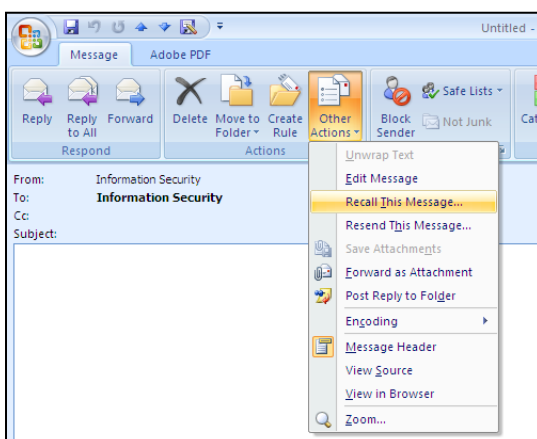 Untitled -
Message Adobe PDF
Reply Reply to All Forward Delete Move to Folder Create Rule Other Actions Block Sender Safe Lists Not Junk Cat
Respond Actions
From: Information Security
To: Information Security
Cc:
Subject:
Unwrap Text
Edit Message
Recall This Message...
Resend This Message...
Save Attachments
Forward as Attachment
Post Reply to Folder
Encoding
Message Header
View Source
View in Browser
Zoom...